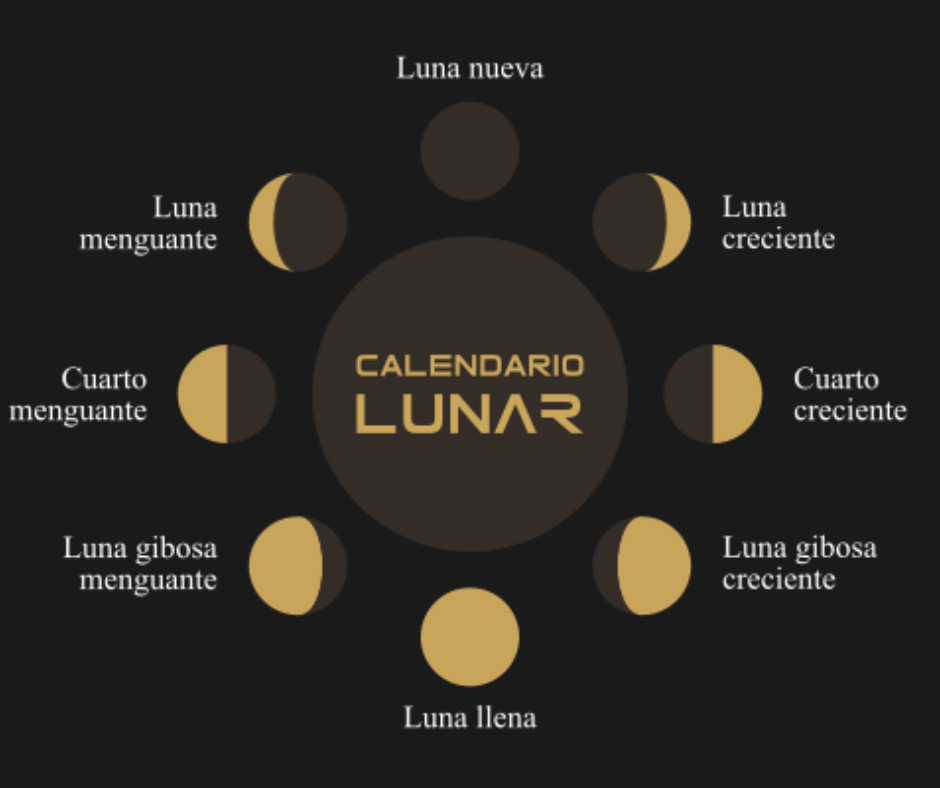 Luna nueva
Luna
menguante
Luna
creciente
CALENDARIO
LUNAR
Cuarto
menguante
Cuarto
creciente
Luna gibosa
menguante
Luna gibosa
creciente
Luna llena